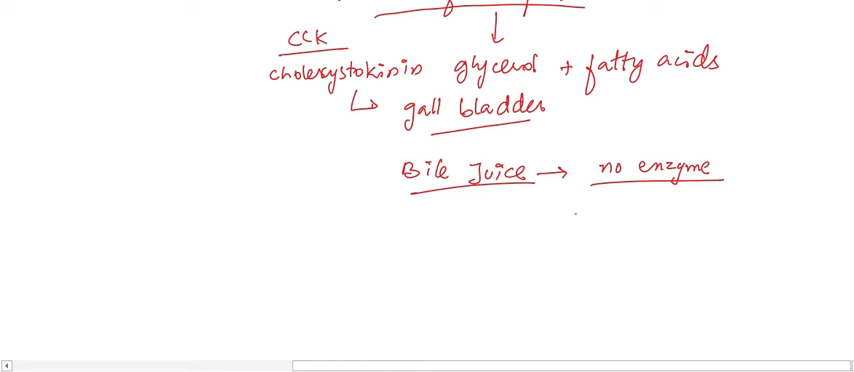 CCK
cholecystokinin glycerol + fatty acids
↳ gall bladder
Bile Juice → no enzyme